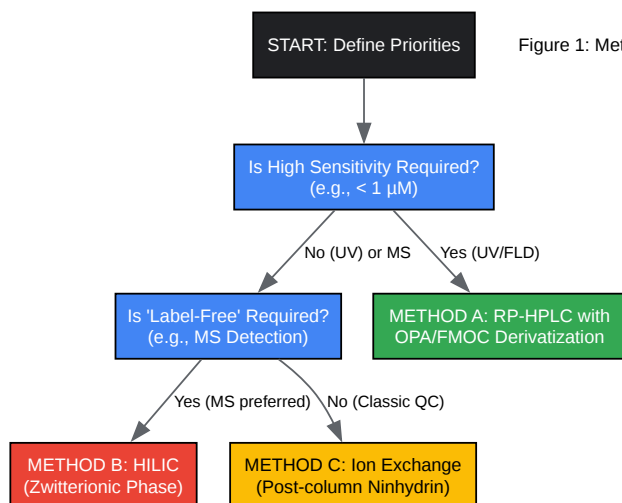 START: Define Priorities
Figure 1:
Is High Sensitivity Required?
(e.g., < 1 µM)
No (UV) or MS
Yes (UV/FLD)
Is 'Label-Free' Required?
(e.g., MS Detection)
METHOD A: RP-HPLC with
OPA/FMOC Derivatization
Yes (MS preferred)
No (Classic QC)
METHOD B: HILIC
(Zwitterionic Phase)
METHOD C: Ion Exchange
(Post-column Ninhydrin)